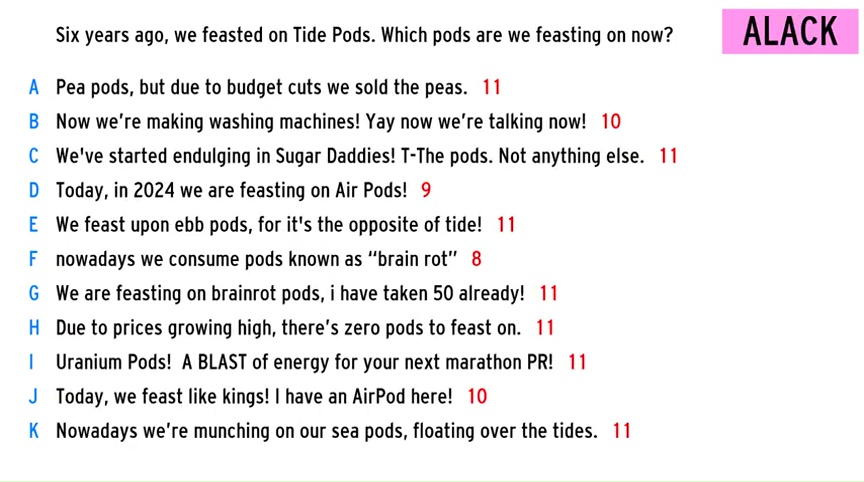 Six years ago, we feasted on Tide Pods. Which pods are we feasting on now?
ALACK
A Pea pods, but due to budget cuts we sold the peas. 11
B Now we're making washing machines! Yay now we're talking now! 10
C We've started endulging in Sugar Daddies! T-The pods. Not anything else. 11
D Today, in 2024 we are feasting on Air Pods! 9
E We feast upon ebb pods, for it's the opposite of tide! 11
F nowadays we consume pods known as “brain rot” 8
G We are feasting on brainrot pods, i have taken 50 already! 11
H Due to prices growing high, there's zero pods to feast on. 11
I Uranium Pods!  A BLAST of energy for your next marathon PR! 11
J Today, we feast like kings! I have an AirPod here! 10
K Nowadays we're munching on our sea pods, floating over the tides. 11